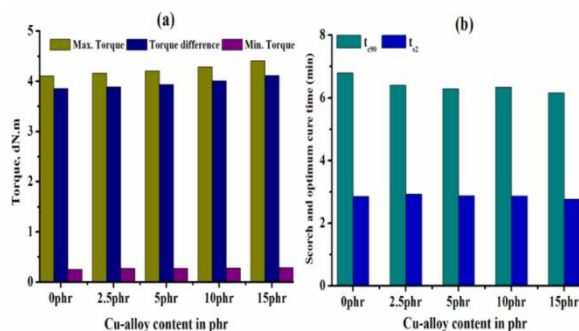 (a)
Max. Torque Torque difference Min. Torque
Torque, dN.m
5
4
3
2
1
0
0phr 2.5phr 5phr 10phr 15phr
Cu-alloy content in phr
(b)
t_c90 t_s2
Scorch and optimum cure time (min)
8
6
4
2
0
0phr 2.5phr 5phr 10phr 15phr
Cu-alloy content in phr